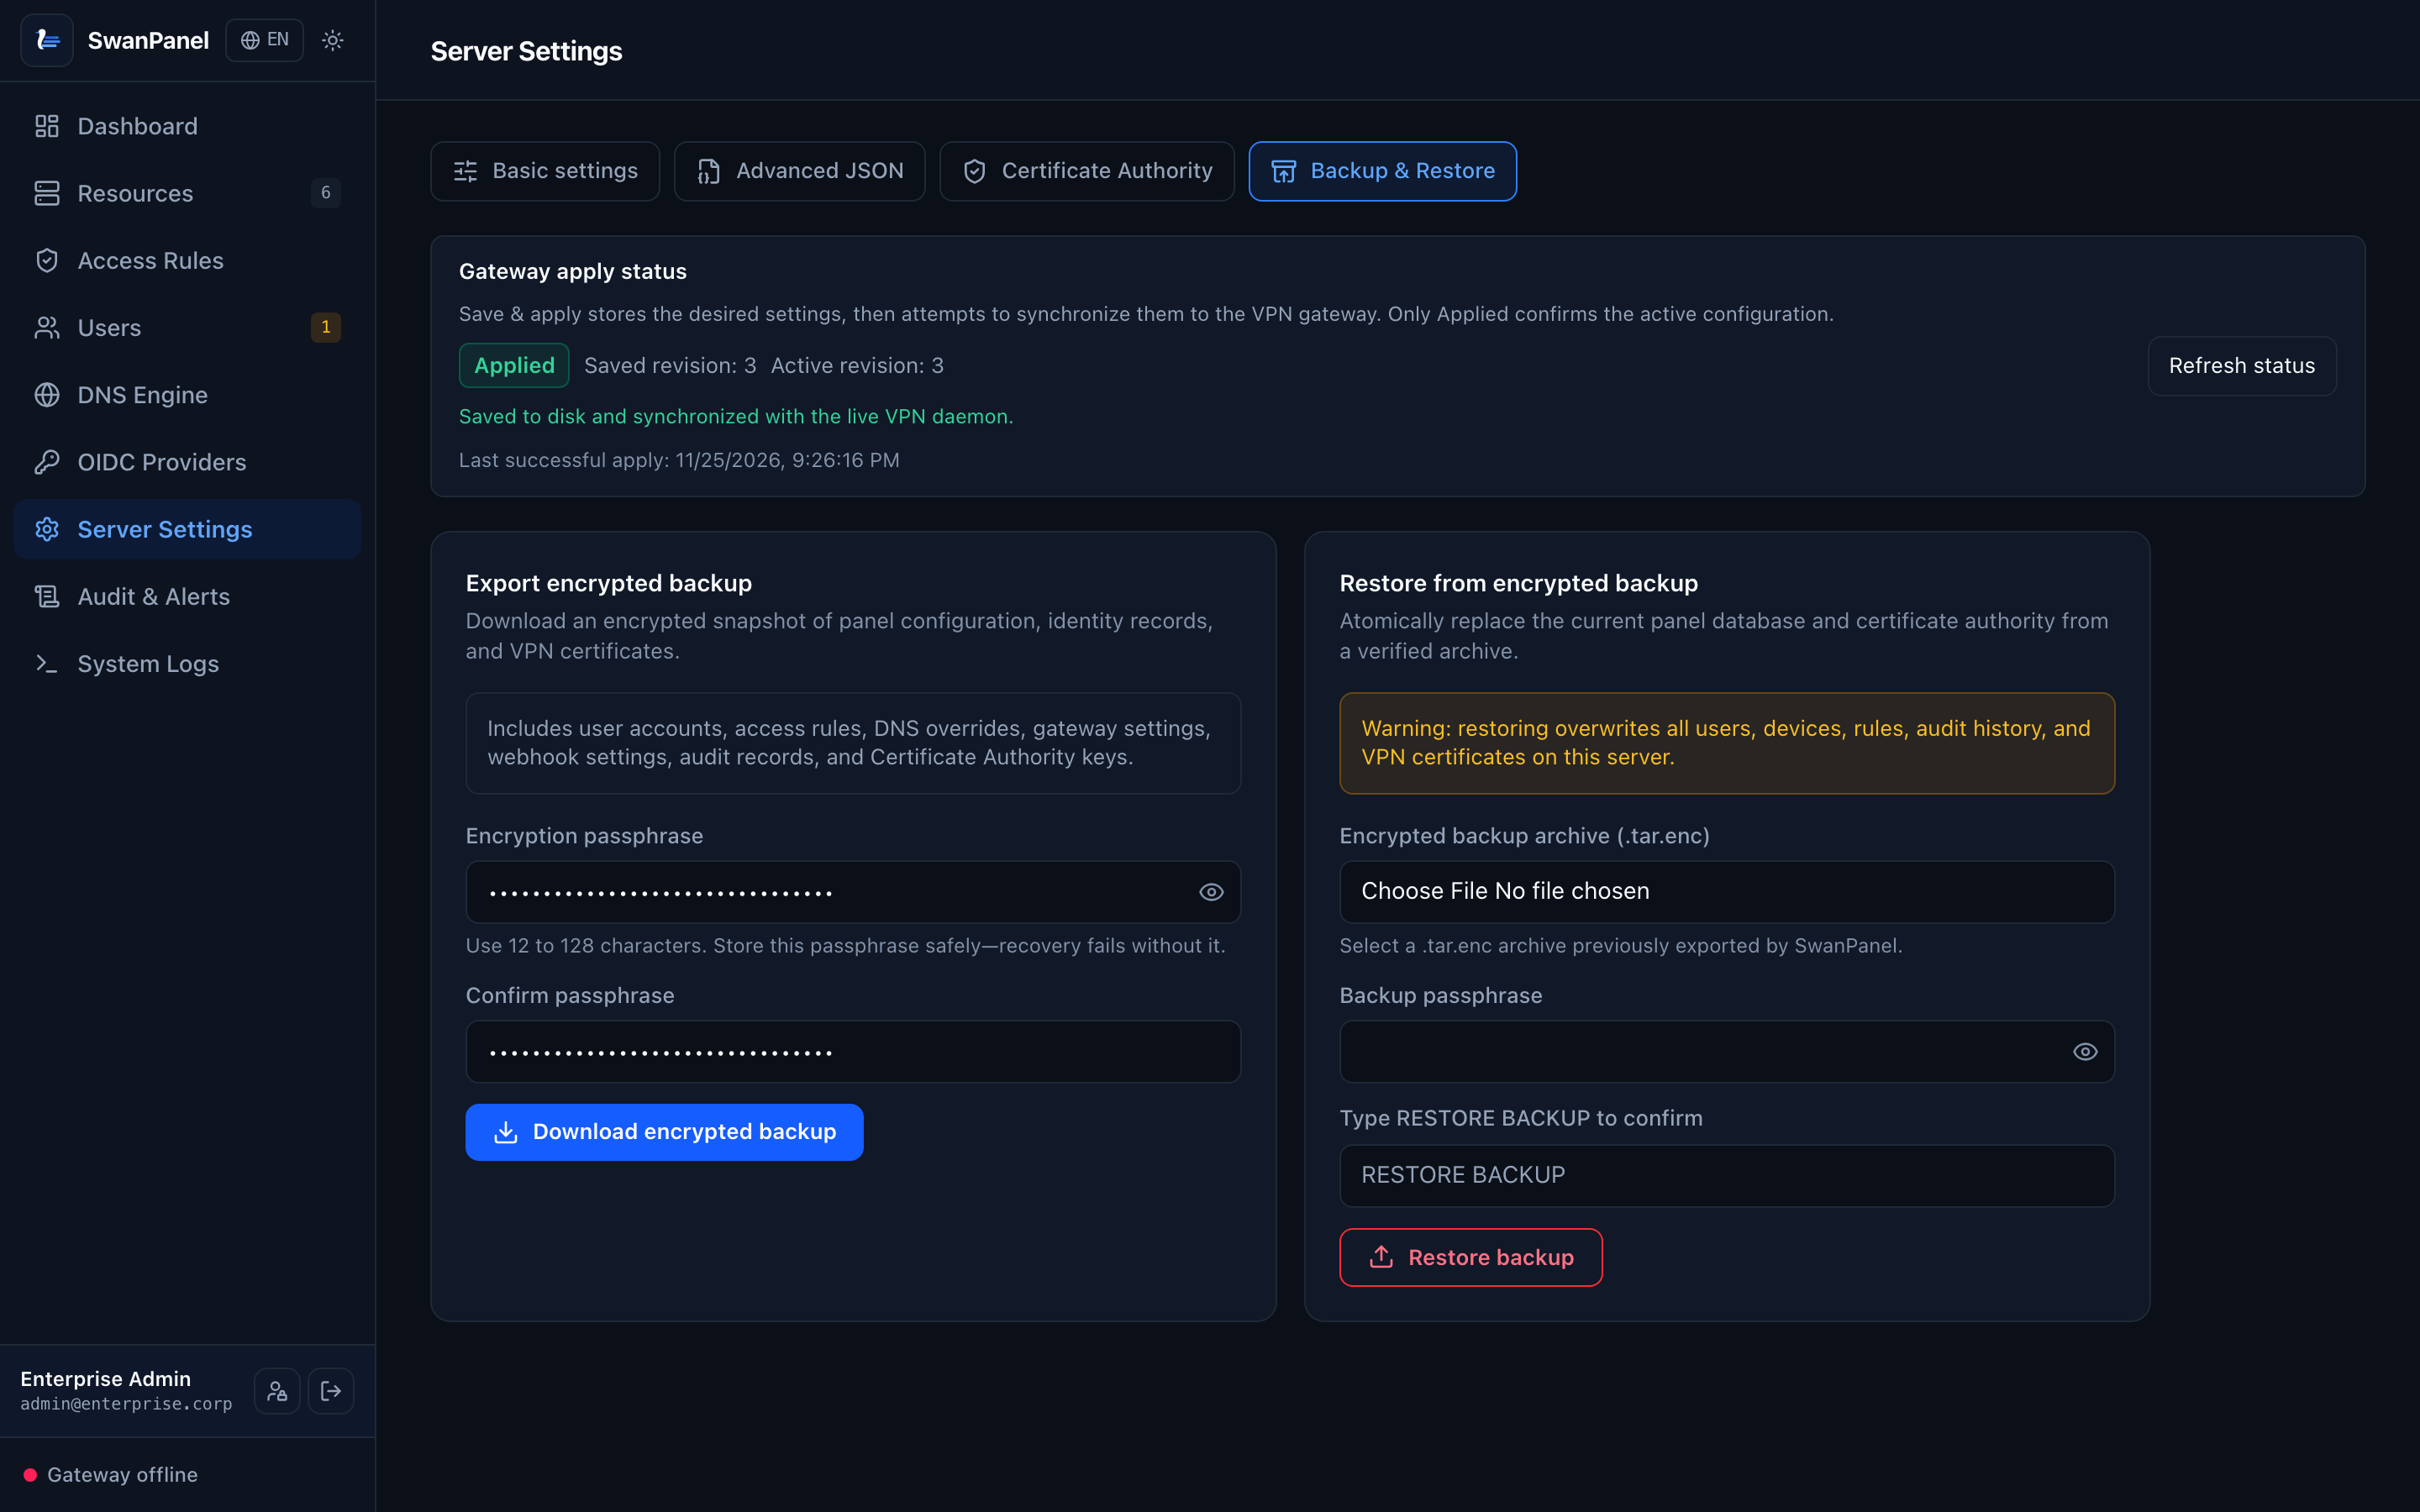 SwanPanel
EN
Dashboard
Resources
6
Access Rules
Users
1
DNS Engine
OIDC Providers
Server Settings
Audit & Alerts
System Logs
Enterprise Admin
admin@enterprise.corp
Gateway offline
Server Settings
Basic settings
Advanced JSON
Certificate Authority
Backup & Restore
Gateway apply status
Save & apply stores the desired settings, then attempts to synchronize them to the VPN gateway. Only Applied confirms the active configuration.
Applied
Saved revision: 3
Active revision: 3
Saved to disk and synchronized with the live VPN daemon.
Last successful apply: 11/25/2026, 9:26:16 PM
Refresh status
Export encrypted backup
Download an encrypted snapshot of panel configuration, identity records,
and VPN certificates.
Includes user accounts, access rules, DNS overrides, gateway settings,
webhook settings, audit records, and Certificate Authority keys.
Encryption passphrase
Use 12 to 128 characters. Store this passphrase safely—recovery fails without it.
Confirm passphrase
Download encrypted backup
Restore from encrypted backup
Atomically replace the current panel database and certificate authority from
a verified archive.
Warning: restoring overwrites all users, devices, rules, audit history, and
VPN certificates on this server.
Encrypted backup archive (.tar.enc)
Choose File No file chosen
Select a .tar.enc archive previously exported by SwanPanel.
Backup passphrase
Type RESTORE BACKUP to confirm
RESTORE BACKUP
Restore backup